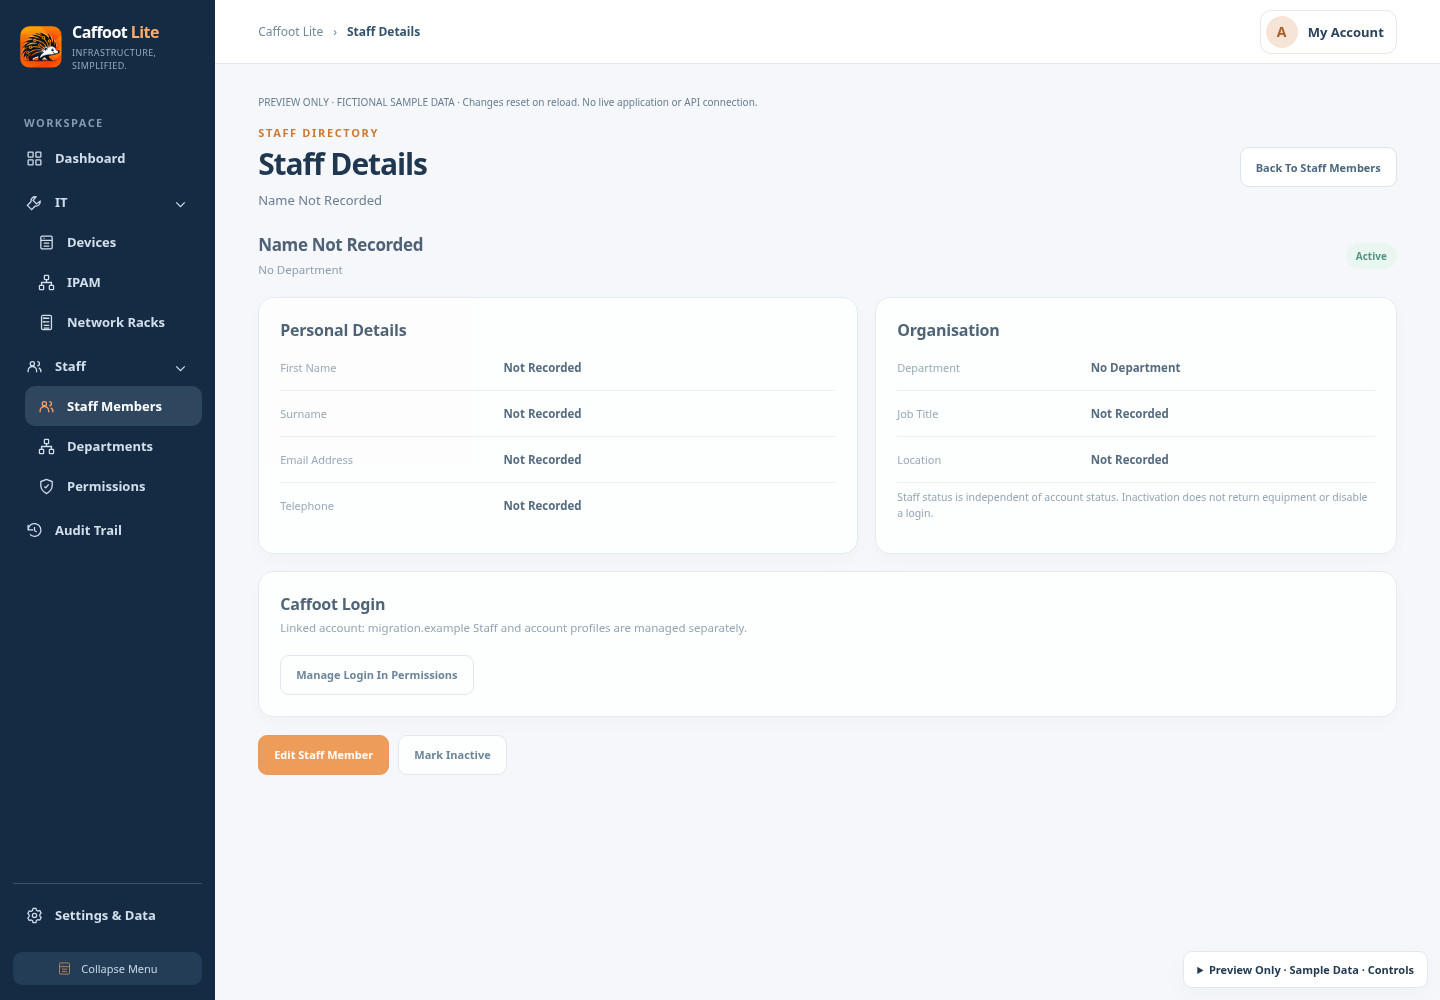 Caffoot Lite
INFRASTRUCTURE,
SIMPLIFIED.
WORKSPACE
Dashboard
IT
Devices
IPAM
Network Racks
Staff
Staff Members
Departments
Permissions
Audit Trail
Settings & Data
Collapse Menu
Caffoot Lite › Staff Details
A My Account
PREVIEW ONLY · FICTIONAL SAMPLE DATA · Changes reset on reload. No live application or API connection.
STAFF DIRECTORY
Staff Details
Back To Staff Members
Name Not Recorded
Name Not Recorded
No Department
Active
Personal Details
First Name Not Recorded
Surname Not Recorded
Email Address Not Recorded
Telephone Not Recorded
Organisation
Department No Department
Job Title Not Recorded
Location Not Recorded
Staff status is independent of account status. Inactivation does not return equipment or disable
a login.
Caffoot Login
Linked account: migration.example Staff and account profiles are managed separately.
Manage Login In Permissions
Edit Staff Member
Mark Inactive
Preview Only · Sample Data · Controls